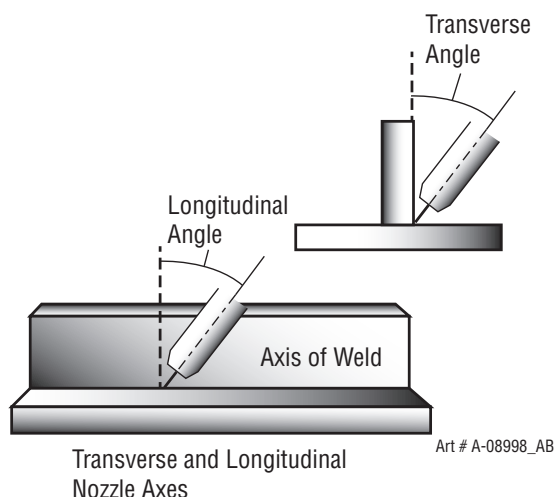 Transverse
Angle
Longitudinal
Angle
Axis of Weld
Art # A-08998_AB
Transverse and Longitudinal
Nozzle Axes